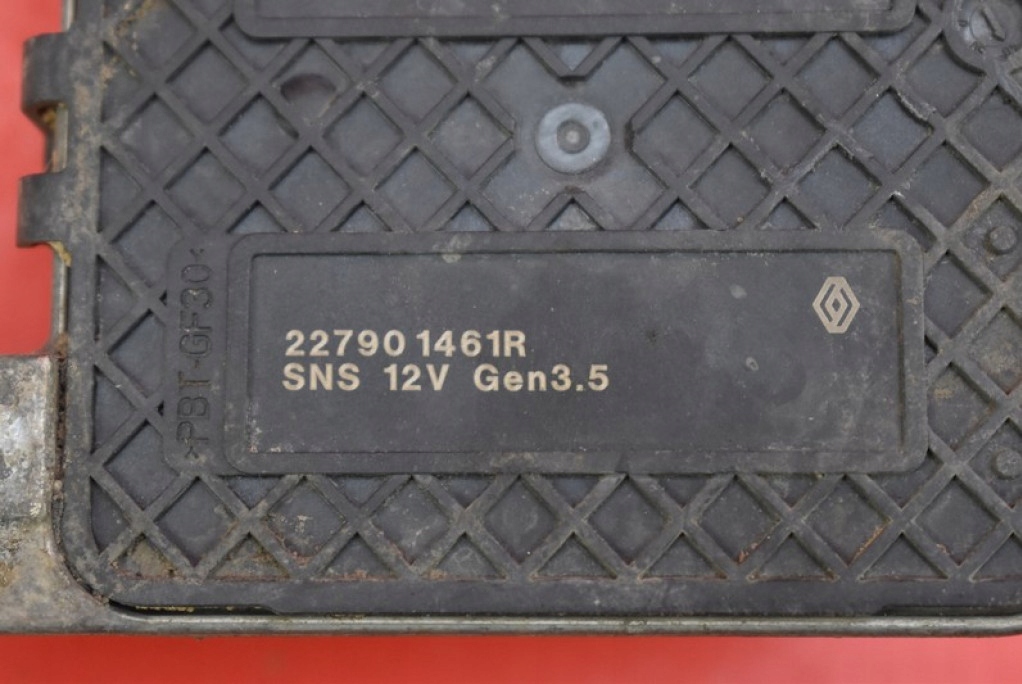 22790 1461R
SNS 12V Gen3.5
>PBT-GF30<